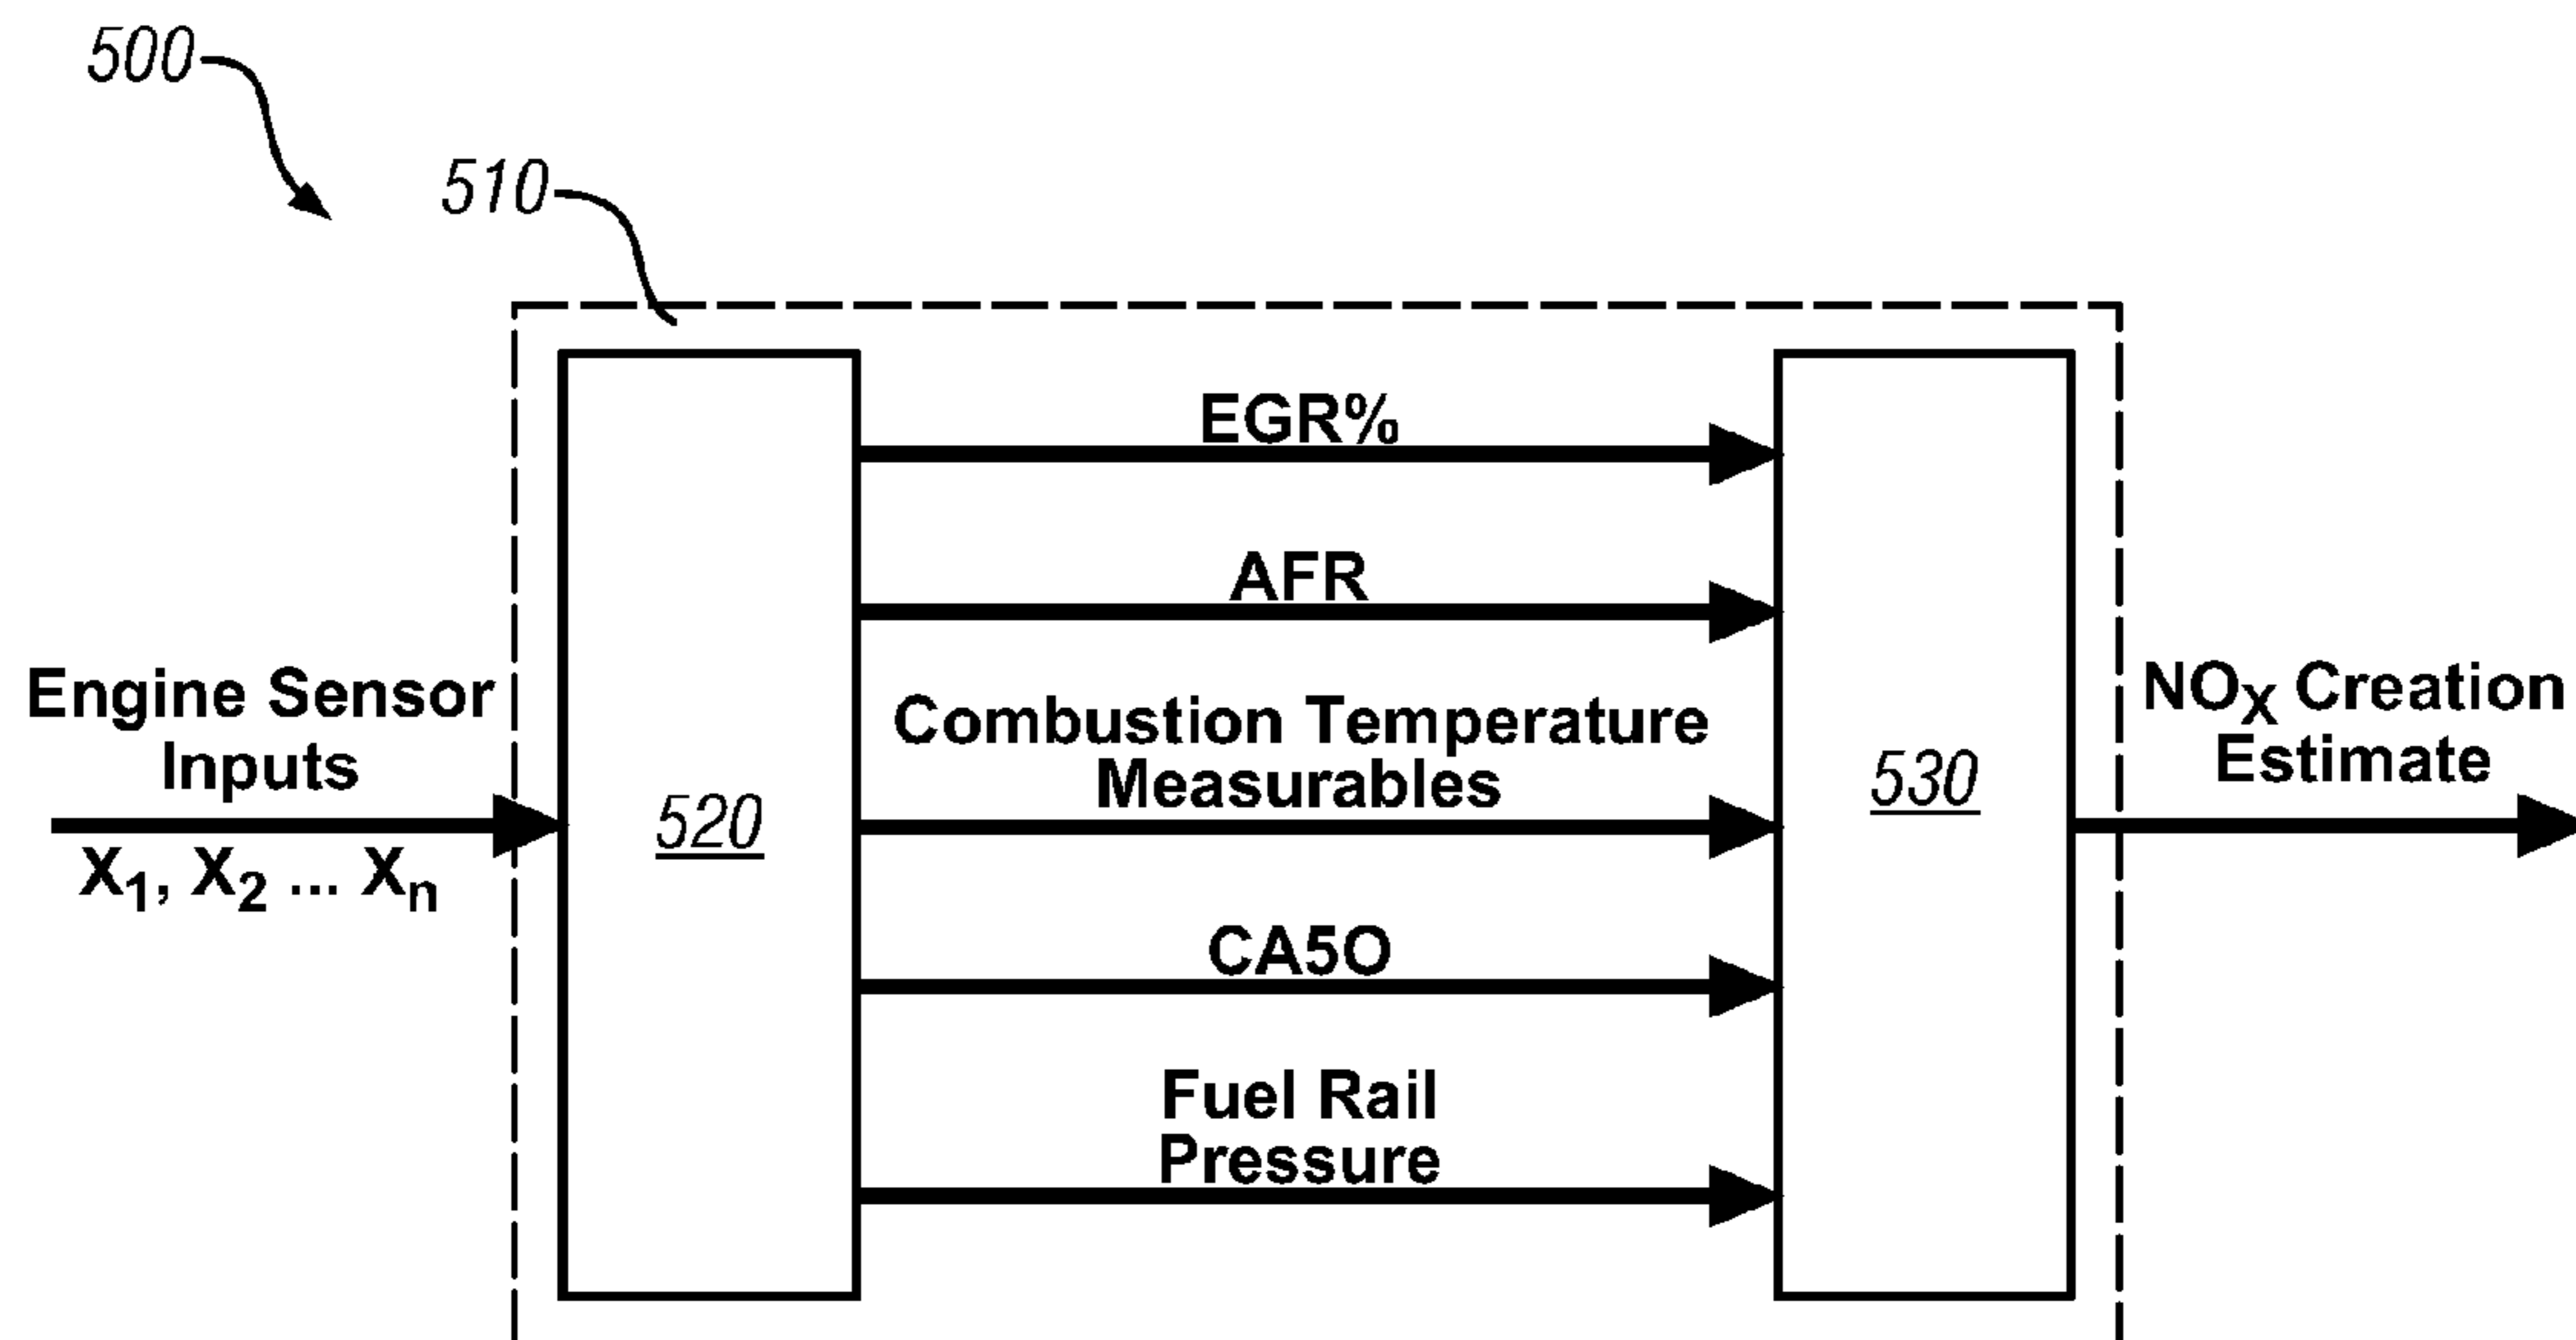 500
510
EGR%
AFR
Engine Sensor
Inputs
X1, X2 ... Xn
520
Combustion Temperature
Measurables
530
NOX Creation
Estimate
CA5O
Fuel Rail
Pressure